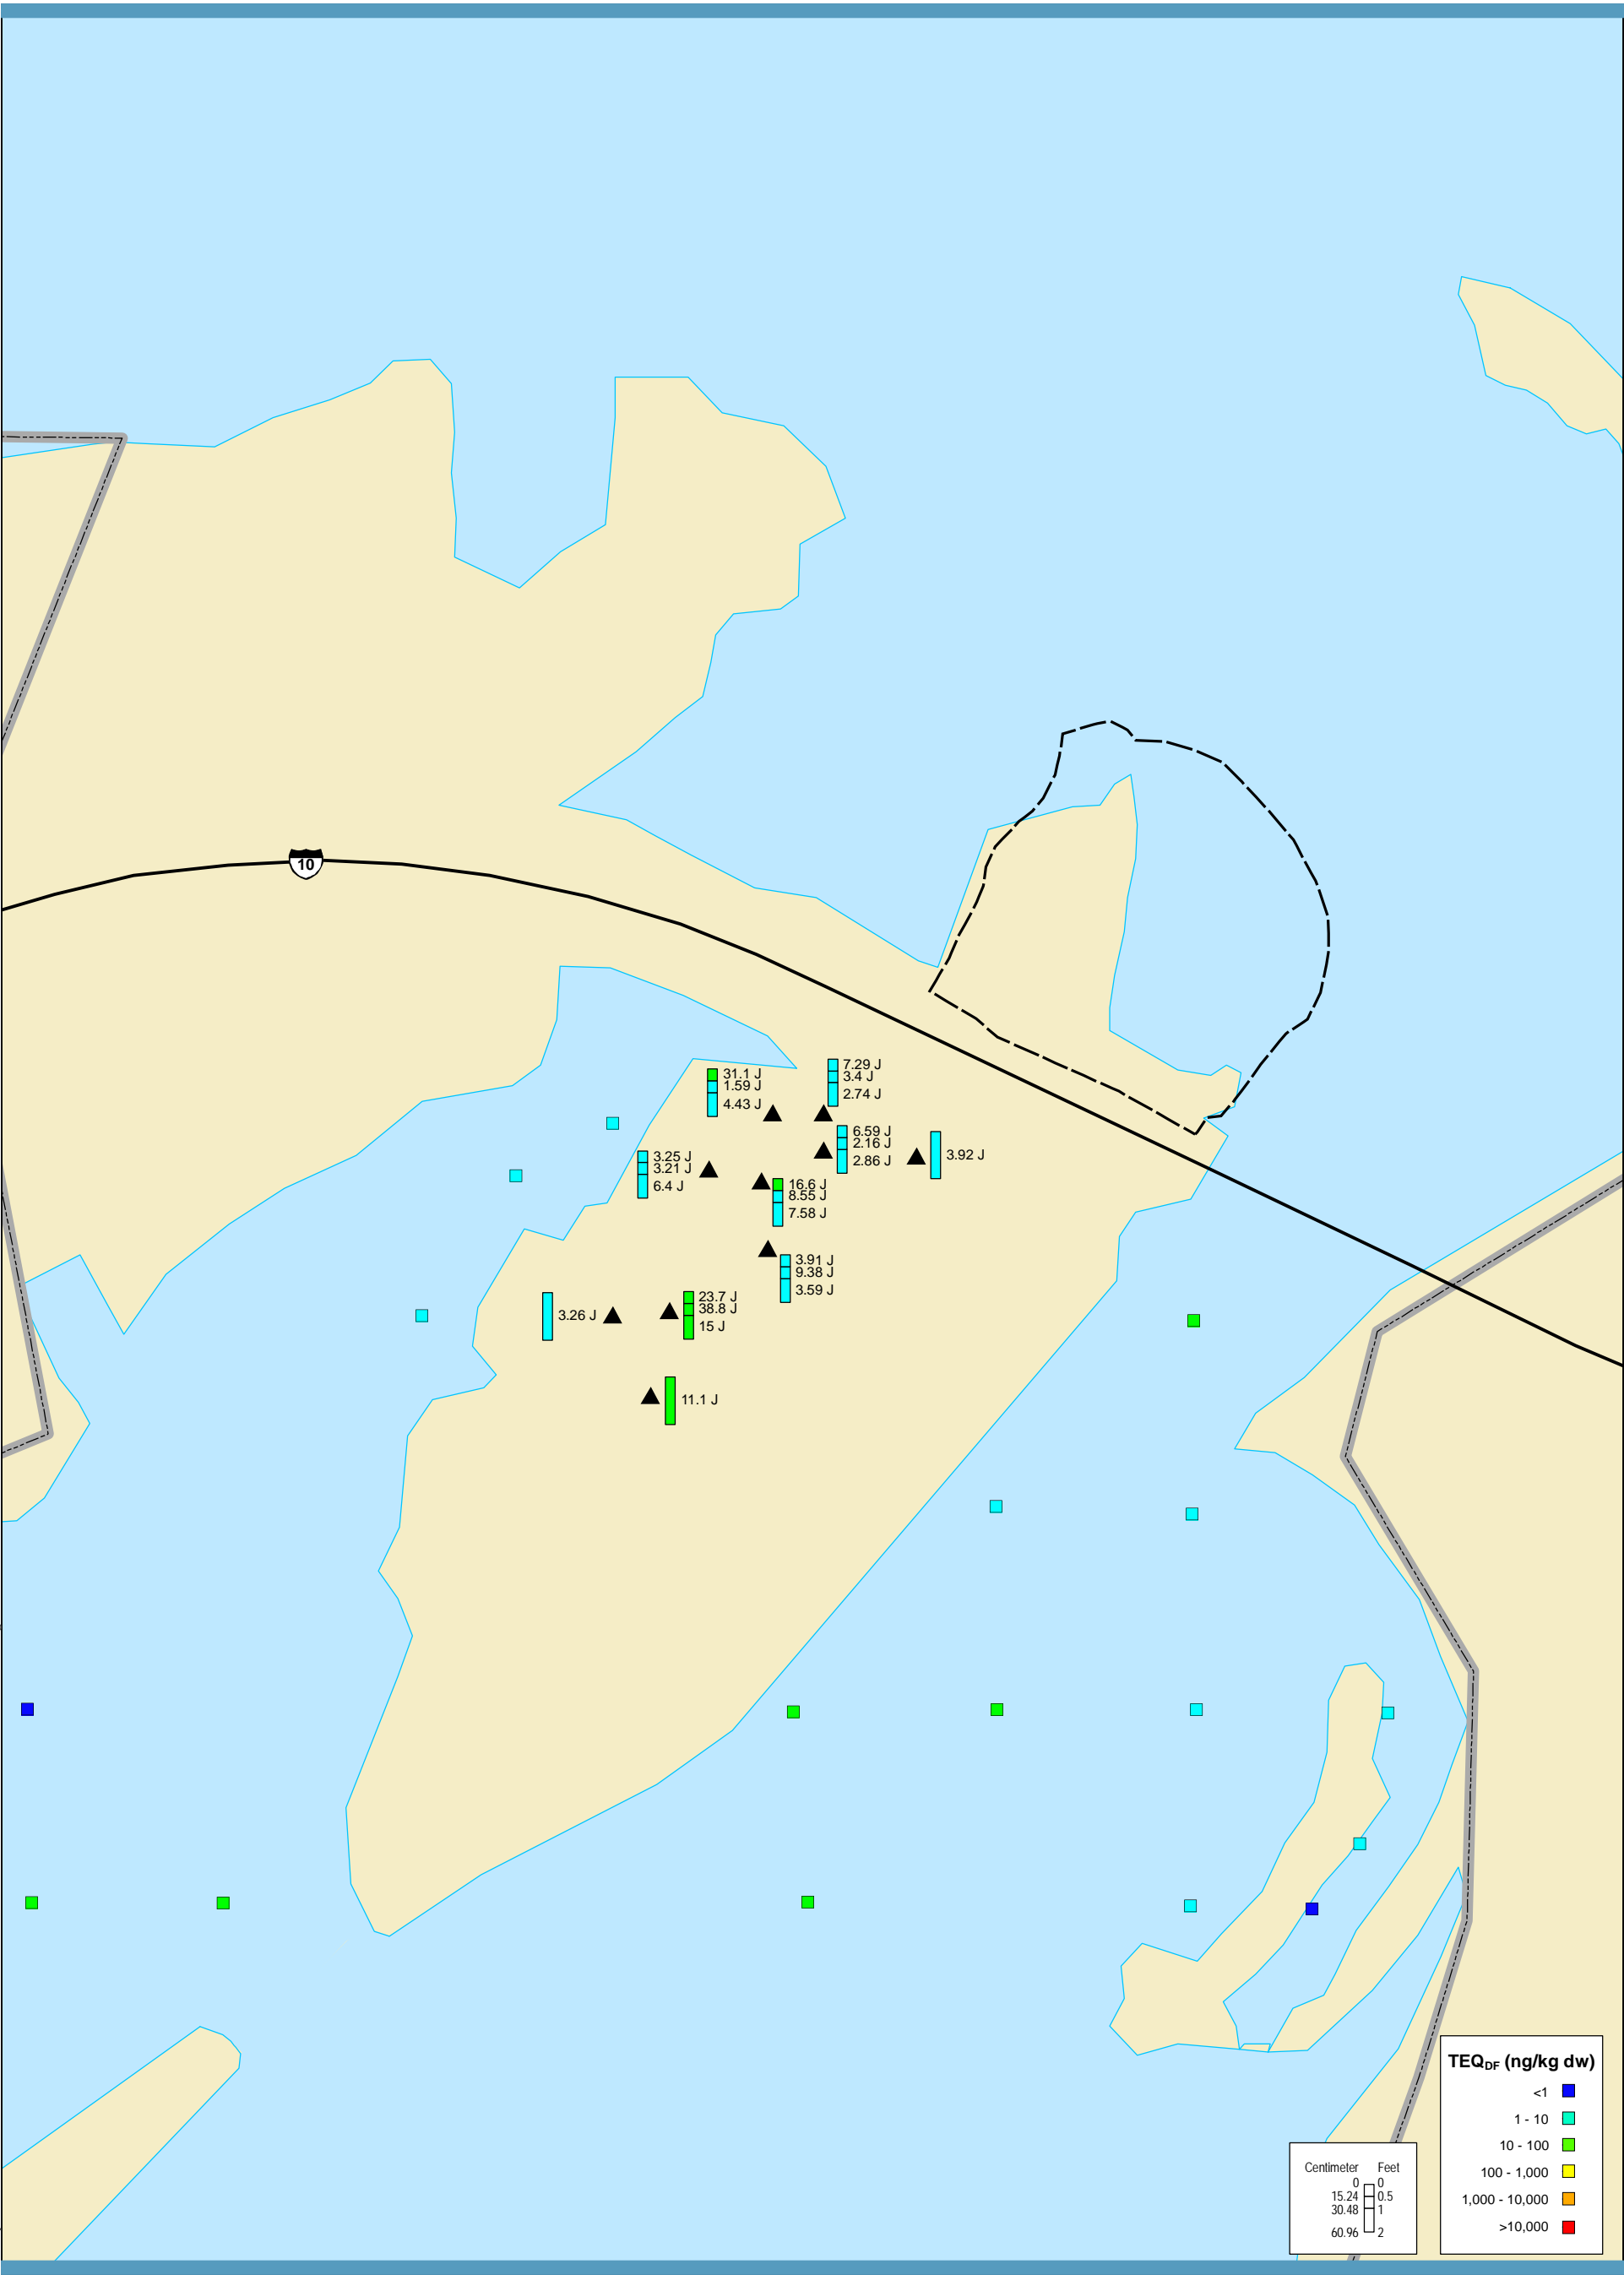 10
31.1 J
1.59 J
4.43 J
7.29 J
3.4 J
2.74 J
6.59 J
2.16 J
2.86 J
3.92 J
3.25 J
3.21 J
6.4 J
16.6 J
8.55 J
7.58 J
3.91 J
9.38 J
3.59 J
3.26 J
23.7 J
38.8 J
15 J
11.1 J
TEQDF (ng/kg dw)
<1
1 - 10
10 - 100
100 - 1,000
1,000 - 10,000
>10,000
Centimeter Feet
0 0
15.24 0.5
30.48 1
60.96 2